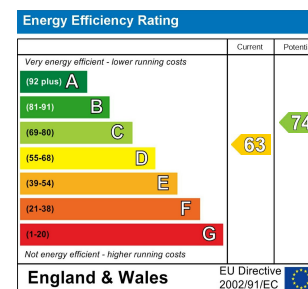 Energy Efficiency Rating
Current Potenti
Very energy efficient - lower running costs
(92 plus) A
(81-91) B
(69-80) C
(55-68) D
(39-54) E
(21-38) F
(1-20) G
63
74
Not energy efficient - higher running costs
England & Wales
EU Directive
2002/91/EC